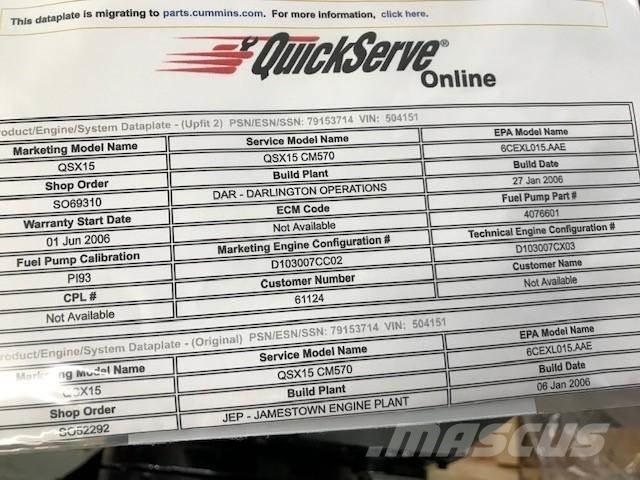 This dataplate is migrating to parts.cummins.com. For more information, click here.
QuickServe®
Online
roduct/Engine/System Dataplate - (Upfit 2) PSN/ESN/SSN: 79153714 VIN: 504151
Marketing Model Name Service Model Name EPA Model Name
QSX15 QSX15 CM570 6CEXL015.AAE
Shop Order Build Plant Build Date
SO69310 DAR - DARLINGTON OPERATIONS 27 Jan 2006
Warranty Start Date ECM Code Fuel Pump Part#
01 Jun 2006 Not Available 4076601
Fuel Pump Calibration Marketing Engine Configuration # Technical Engine Configuration #
PI93 D103007CC02 D103007CX03
CPL # Customer Number Customer Name
Not Available 61124 Not Available
roduct/Engine/System Dataplate - (Original) PSN/ESN/SSN: 79153714 VIN: 504151
Marketing Model Name Service Model Name EPA Model Name
QSX15 QSX15 CM570 6CEXL015.AAE
Shop Order Build Plant Build Date
SO52292 JEP - JAMESTOWN ENGINE PLANT 06 Jan 2006
MASCUS